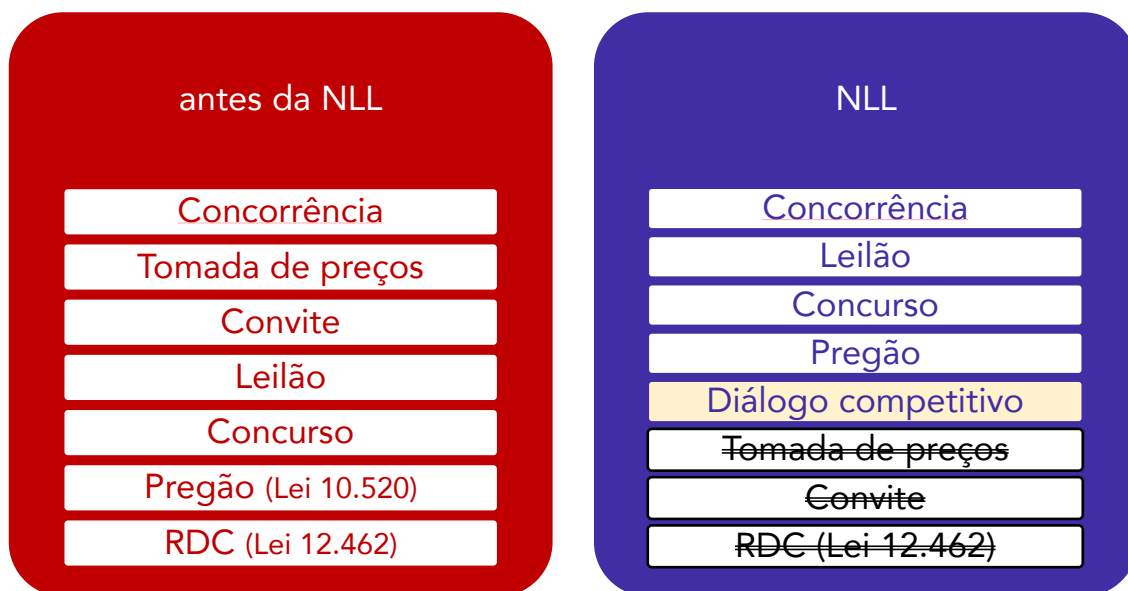 antes da NLL
Concorrência
Tomada de preços
Convite
Leilão
Concurso
Pregão (Lei 10.520)
RDC (Lei 12.462)
NLL
Concorrência
Leilão
Concurso
Pregão
Diálogo competitivo
Tomada de preços
Convite
RDC (Lei 12.462)